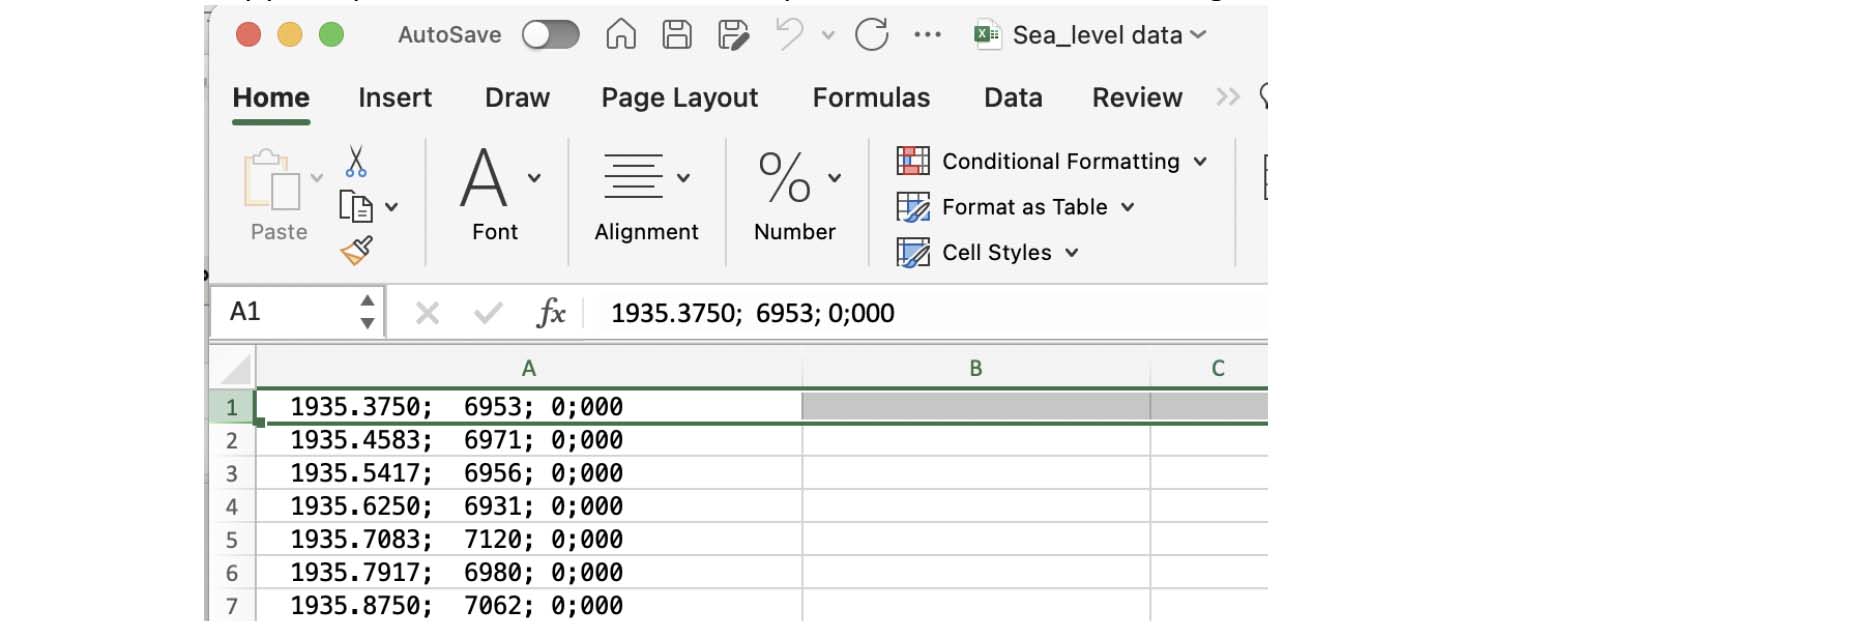 AutoSave Sea_level data
Home Insert Draw Page Layout Formulas Data Review
Paste Font Alignment % Number Conditional Formatting
Format as Table
Cell Styles
A1 fx 1935.3750;  6953; 0;000
A B C
1 1935.3750;  6953; 0;000
2 1935.4583;  6971; 0;000
3 1935.5417;  6956; 0;000
4 1935.6250;  6931; 0;000
5 1935.7083;  7120; 0;000
6 1935.7917;  6980; 0;000
7 1935.8750;  7062; 0;000